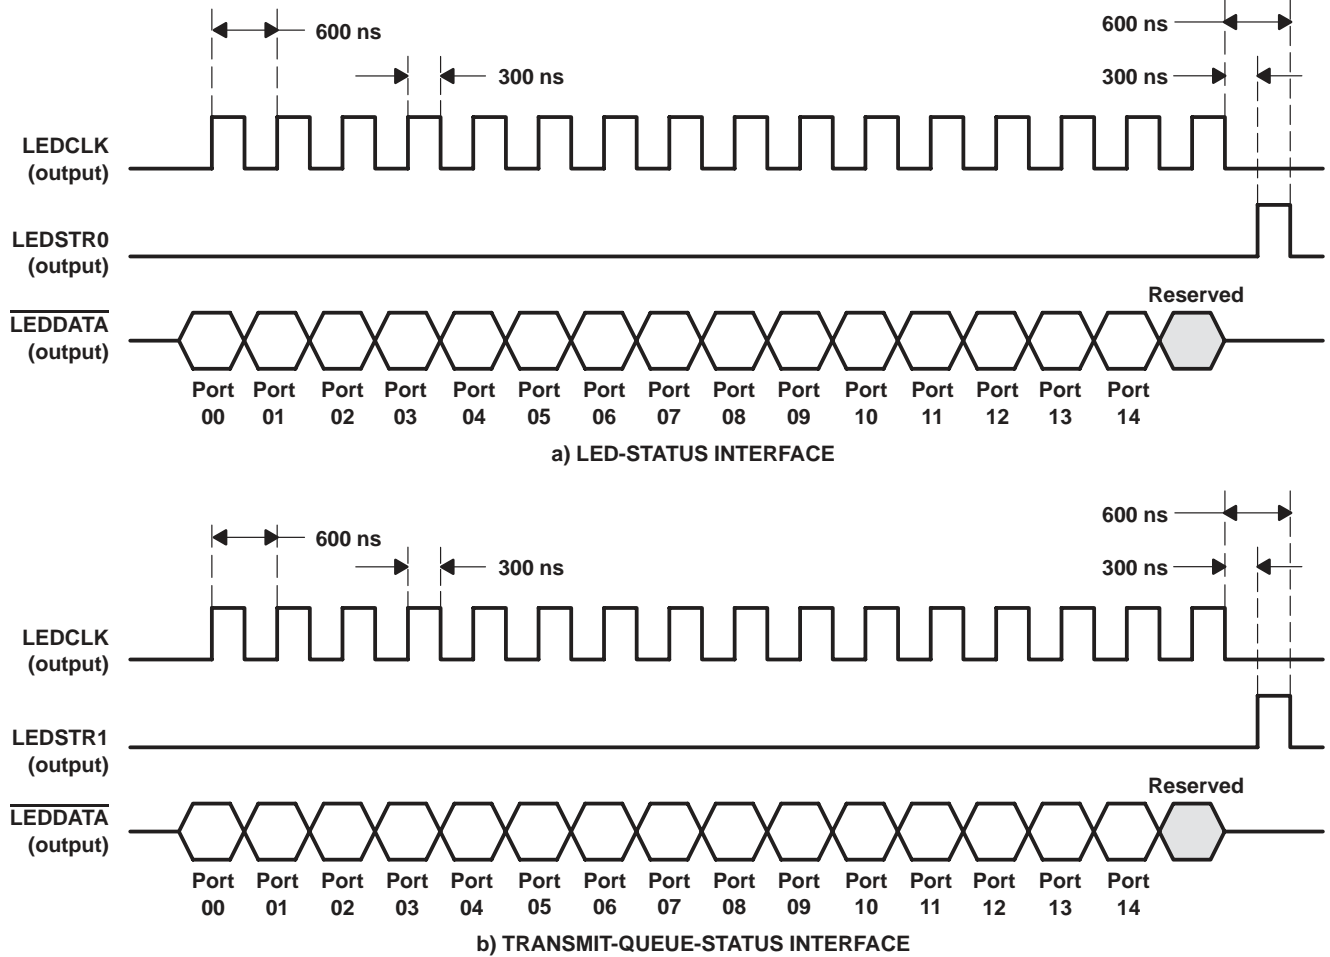 600 ns
600 ns
300 ns
300 ns
LEDCLK
(output)
LEDSTR0
(output)
Reserved
LEDDATA
(output)
Port Port Port Port Port Port Port Port Port Port Port Port Port Port Port
00 01 02 03 04 05 06 07 08 09 10 11 12 13 14
a) LED-STATUS INTERFACE
600 ns
600 ns
300 ns
300 ns
LEDCLK
(output)
LEDSTR1
(output)
Reserved
LEDDATA
(output)
Port Port Port Port Port Port Port Port Port Port Port Port Port Port Port
00 01 02 03 04 05 06 07 08 09 10 11 12 13 14
b) TRANSMIT-QUEUE-STATUS INTERFACE